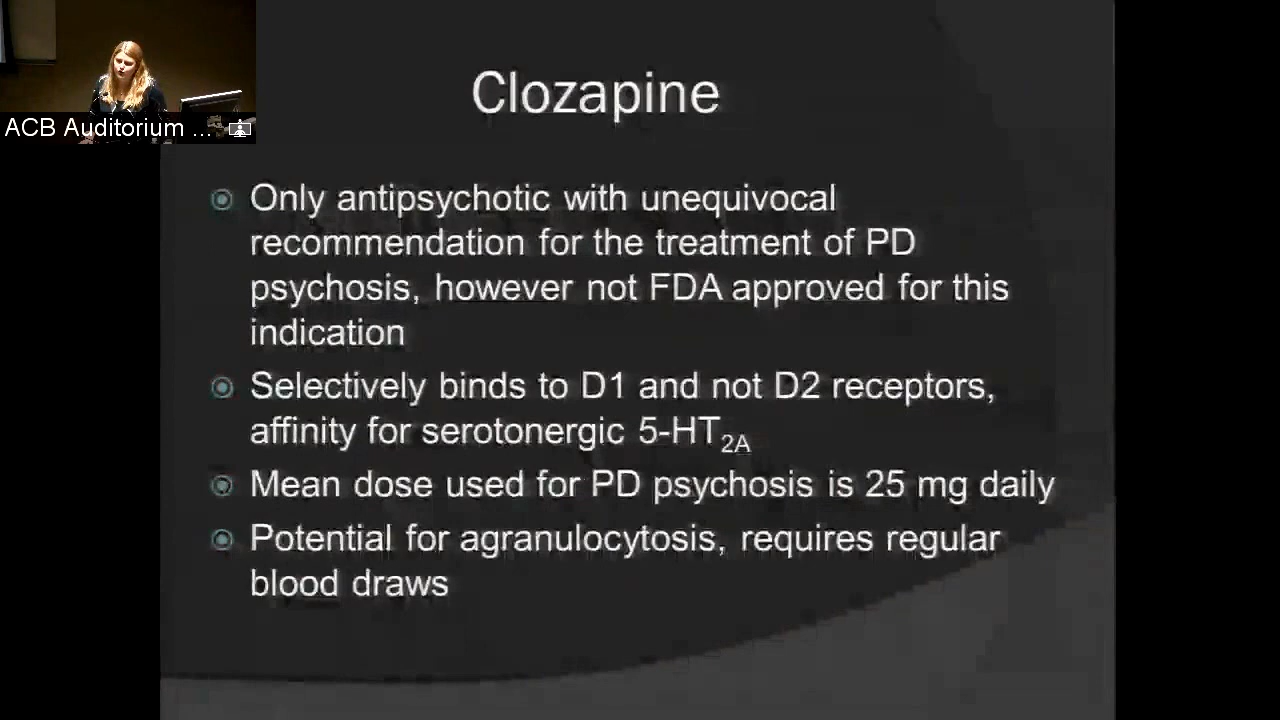 ACB Auditorium ...
Clozapine
Only antipsychotic with unequivocal
recommendation for the treatment of PD
psychosis, however not FDA approved for this
indication
Selectively binds to D1 and not D2 receptors,
affinity for serotonergic 5-HT2A
Mean dose used for PD psychosis is 25 mg daily
Potential for agranulocytosis, requires regular
blood draws